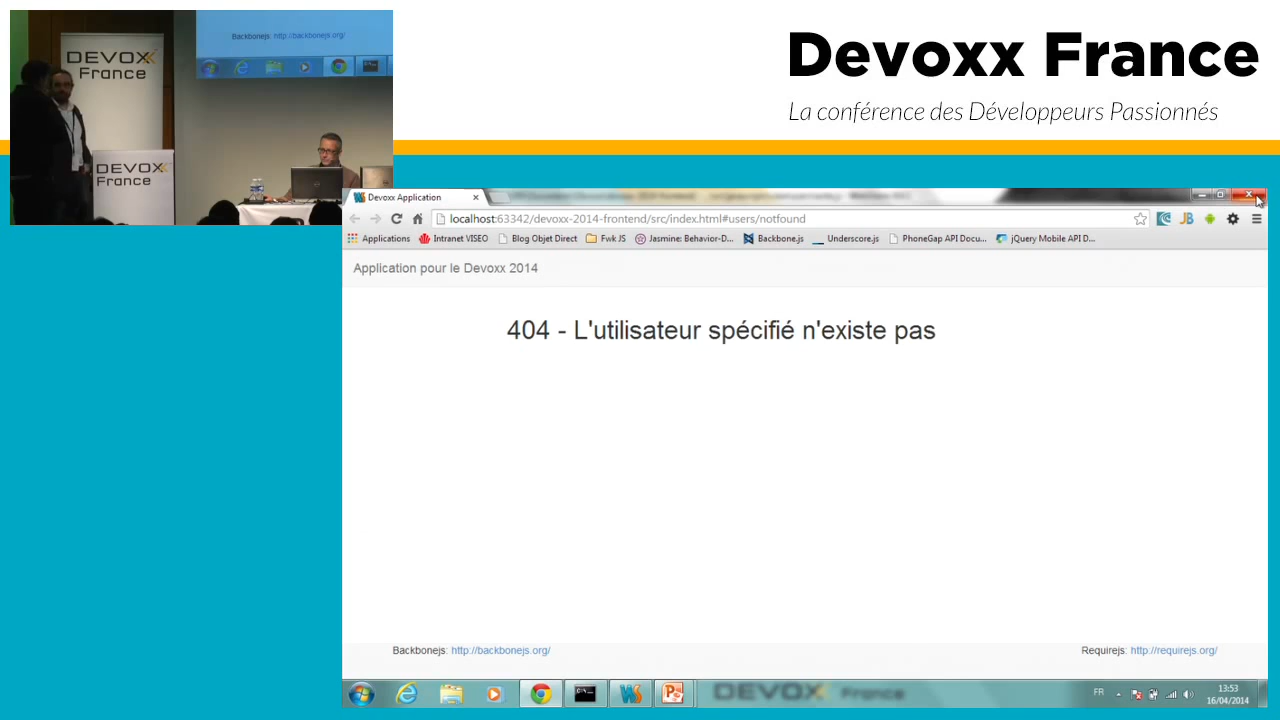 Devoxx France
La conférence des Développeurs Passionnés
Backbonejs: http://backbonejs.org/
DEVOXX
France
DEVOXX
France
Devoxx Application
localhost:63342/devoxx-2014-frontend/src/index.html#users/notfound
Applications Intranet VISEO Blog Objet Direct Fwk JS Jasmine: Behavior-D... Backbone.js Underscore.js PhoneGap API Docu... jQuery Mobile API D...
Application pour le Devoxx 2014
404 - L'utilisateur spécifié n'existe pas
Backbonejs: http://backbonejs.org/ Requirejs: http://requirejs.org/
DEVOXX France
FR
13:53
16/04/2014